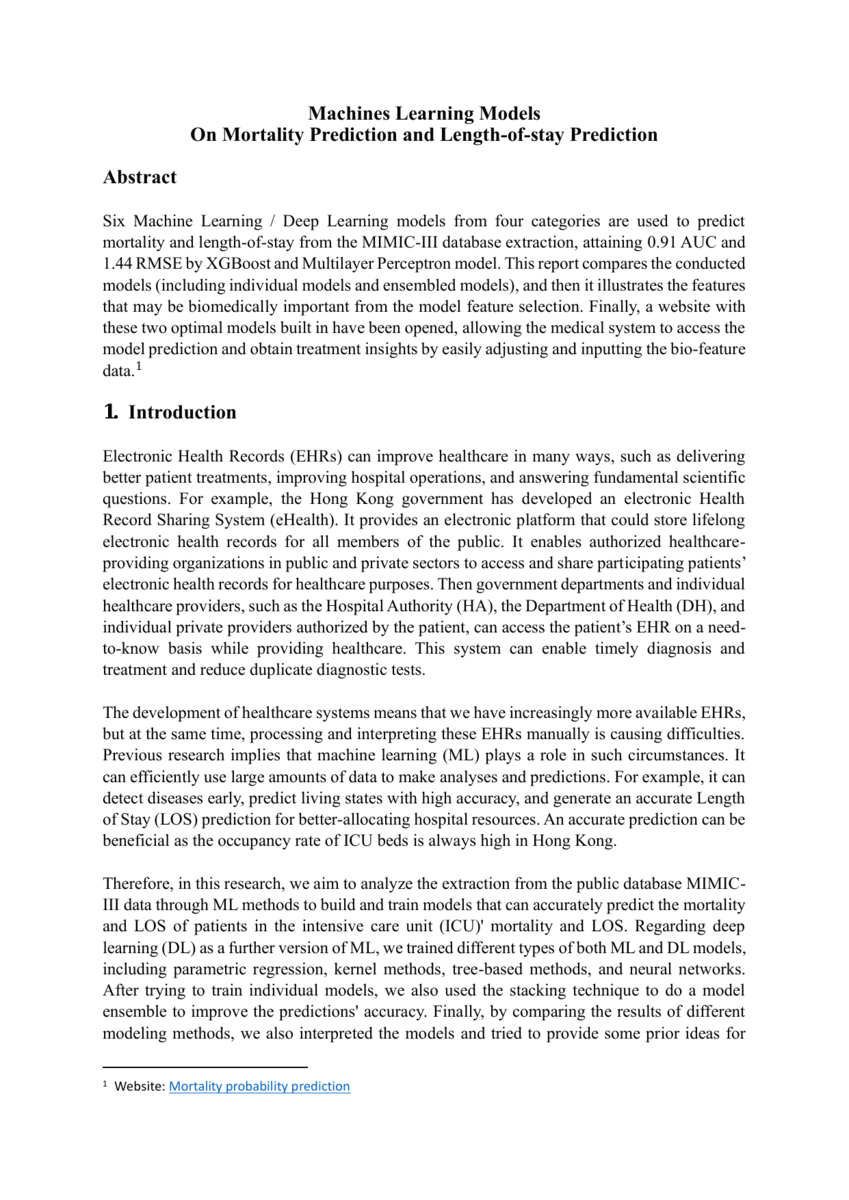 Machines Learning Models
On Mortality Prediction and Length-of-stay Prediction
Abstract
Six Machine Learning / Deep Learning models from four categories are used to predict
mortality and length-of-stay from the MIMIC-III database extraction, attaining 0.91 AUC and
1.44 RMSE by XGBoost and Multilayer Perceptron model. This report compares the conducted
models (including individual models and ensembled models), and then it illustrates the features
that may be biomedically important from the model feature selection. Finally, a website with
these two optimal models built in have been opened, allowing the medical system to access the
model prediction and obtain treatment insights by easily adjusting and inputting the bio-feature
data.1
1. Introduction
Electronic Health Records (EHRs) can improve healthcare in many ways, such as delivering
better patient treatments, improving hospital operations, and answering fundamental scientific
questions. For example, the Hong Kong government has developed an electronic Health
Record Sharing System (eHealth). It provides an electronic platform that could store lifelong
electronic health records for all members of the public. It enables authorized healthcare-
providing organizations in public and private sectors to access and share participating patients’
electronic health records for healthcare purposes. Then government departments and individual
healthcare providers, such as the Hospital Authority (HA), the Department of Health (DH), and
individual private providers authorized by the patient, can access the patient’s EHR on a need-
to-know basis while providing healthcare. This system can enable timely diagnosis and
treatment and reduce duplicate diagnostic tests.
The development of healthcare systems means that we have increasingly more available EHRs,
but at the same time, processing and interpreting these EHRs manually is causing difficulties.
Previous research implies that machine learning (ML) plays a role in such circumstances. It
can efficiently use large amounts of data to make analyses and predictions. For example, it can
detect diseases early, predict living states with high accuracy, and generate an accurate Length
of Stay (LOS) prediction for better-allocating hospital resources. An accurate prediction can be
beneficial as the occupancy rate of ICU beds is always high in Hong Kong.
Therefore, in this research, we aim to analyze the extraction from the public database MIMIC-
III data through ML methods to build and train models that can accurately predict the mortality
and LOS of patients in the intensive care unit (ICU)' mortality and LOS. Regarding deep
learning (DL) as a further version of ML, we trained different types of both ML and DL models,
including parametric regression, kernel methods, tree-based methods, and neural networks.
After trying to train individual models, we also used the stacking technique to do a model
ensemble to improve the predictions' accuracy. Finally, by comparing the results of different
modeling methods, we also interpreted the models and tried to provide some prior ideas for
1 Website: Mortality probability prediction